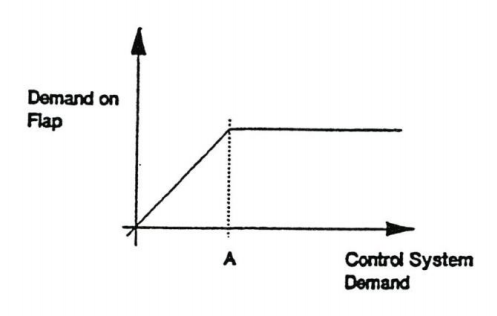 Demand on
Flap
A
Control System
Demand